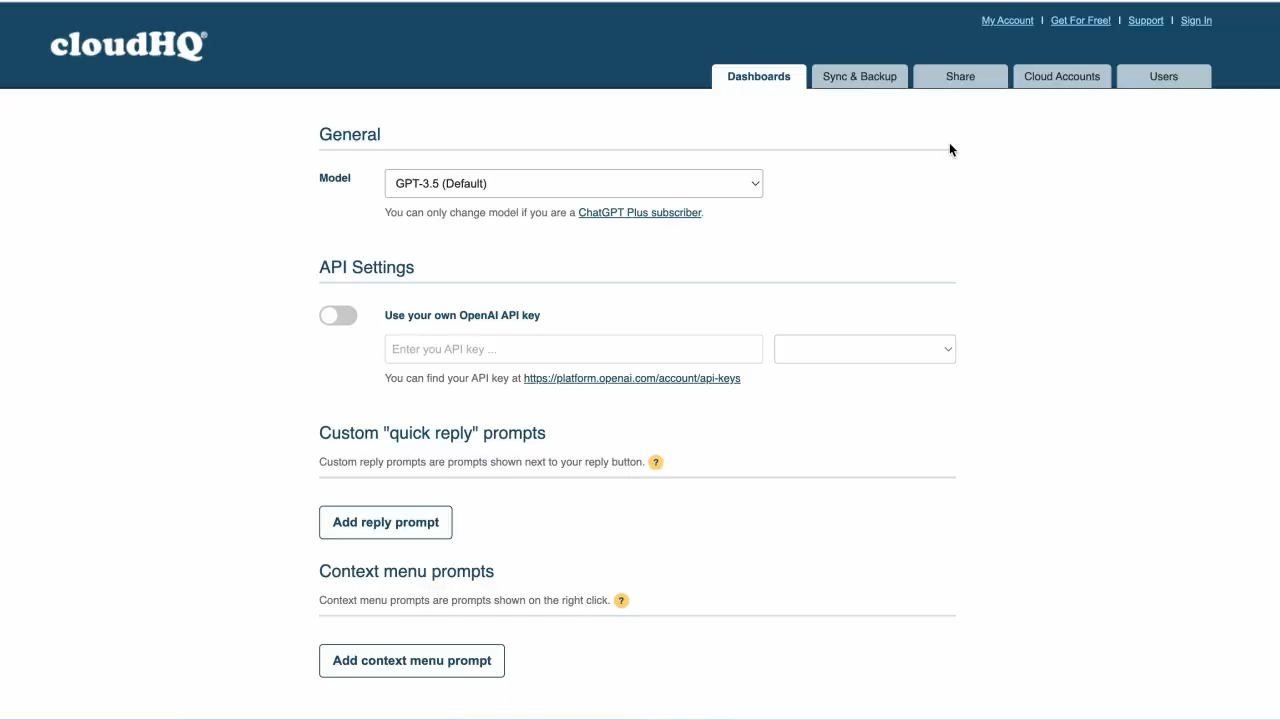 My Account | Get For Free! | Support | Sign In
cloudHQ®
Dashboards Sync & Backup Share Cloud Accounts Users
General
Model GPT-3.5 (Default)
You can only change model if you are a ChatGPT Plus subscriber.
API Settings
Use your own OpenAI API key
Enter you API key ...
You can find your API key at https://platform.openai.com/account/api-keys
Custom "quick reply" prompts
Custom reply prompts are prompts shown next to your reply button. ?
Add reply prompt
Context menu prompts
Context menu prompts are prompts shown on the right click. ?
Add context menu prompt